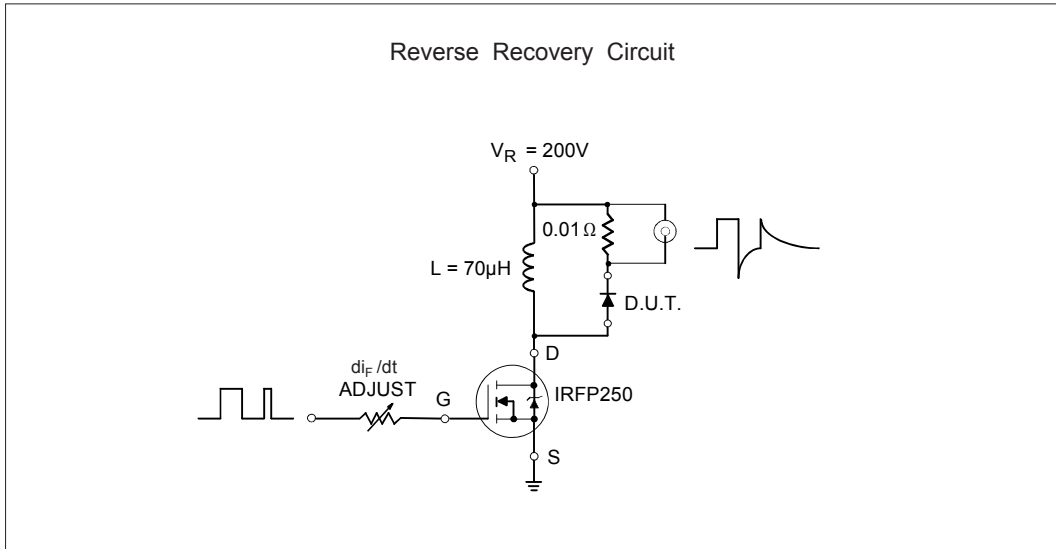 Reverse Recovery Circuit
V_R = 200V
0.01 Ω
L = 70µH
D.U.T.
D
di_F/dt
ADJUST
G
IRFP250
S